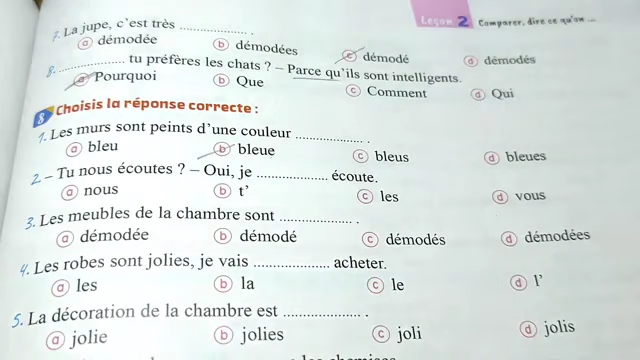 Leçon 2 Comparer, dire ce qu'on ...
7. La jupe, c'est très .................... .
a démodée b démodées c démodé d démodés
8. .................... tu préfères les chats ? – Parce qu'ils sont intelligents.
a Pourquoi b Que c Comment d Qui
8 Choisis la réponse correcte :
1. Les murs sont peints d'une couleur .................... .
a bleu b bleue c bleus d bleues
2 – Tu nous écoutes ? – Oui, je .................... écoute.
a nous b t' c les d vous
3. Les meubles de la chambre sont .................... .
a démodée b démodé c démodés d démodées
4. Les robes sont jolies, je vais .................... acheter.
a les b la c le d l'
5. La décoration de la chambre est .................... .
a jolie b jolies c joli d jolis